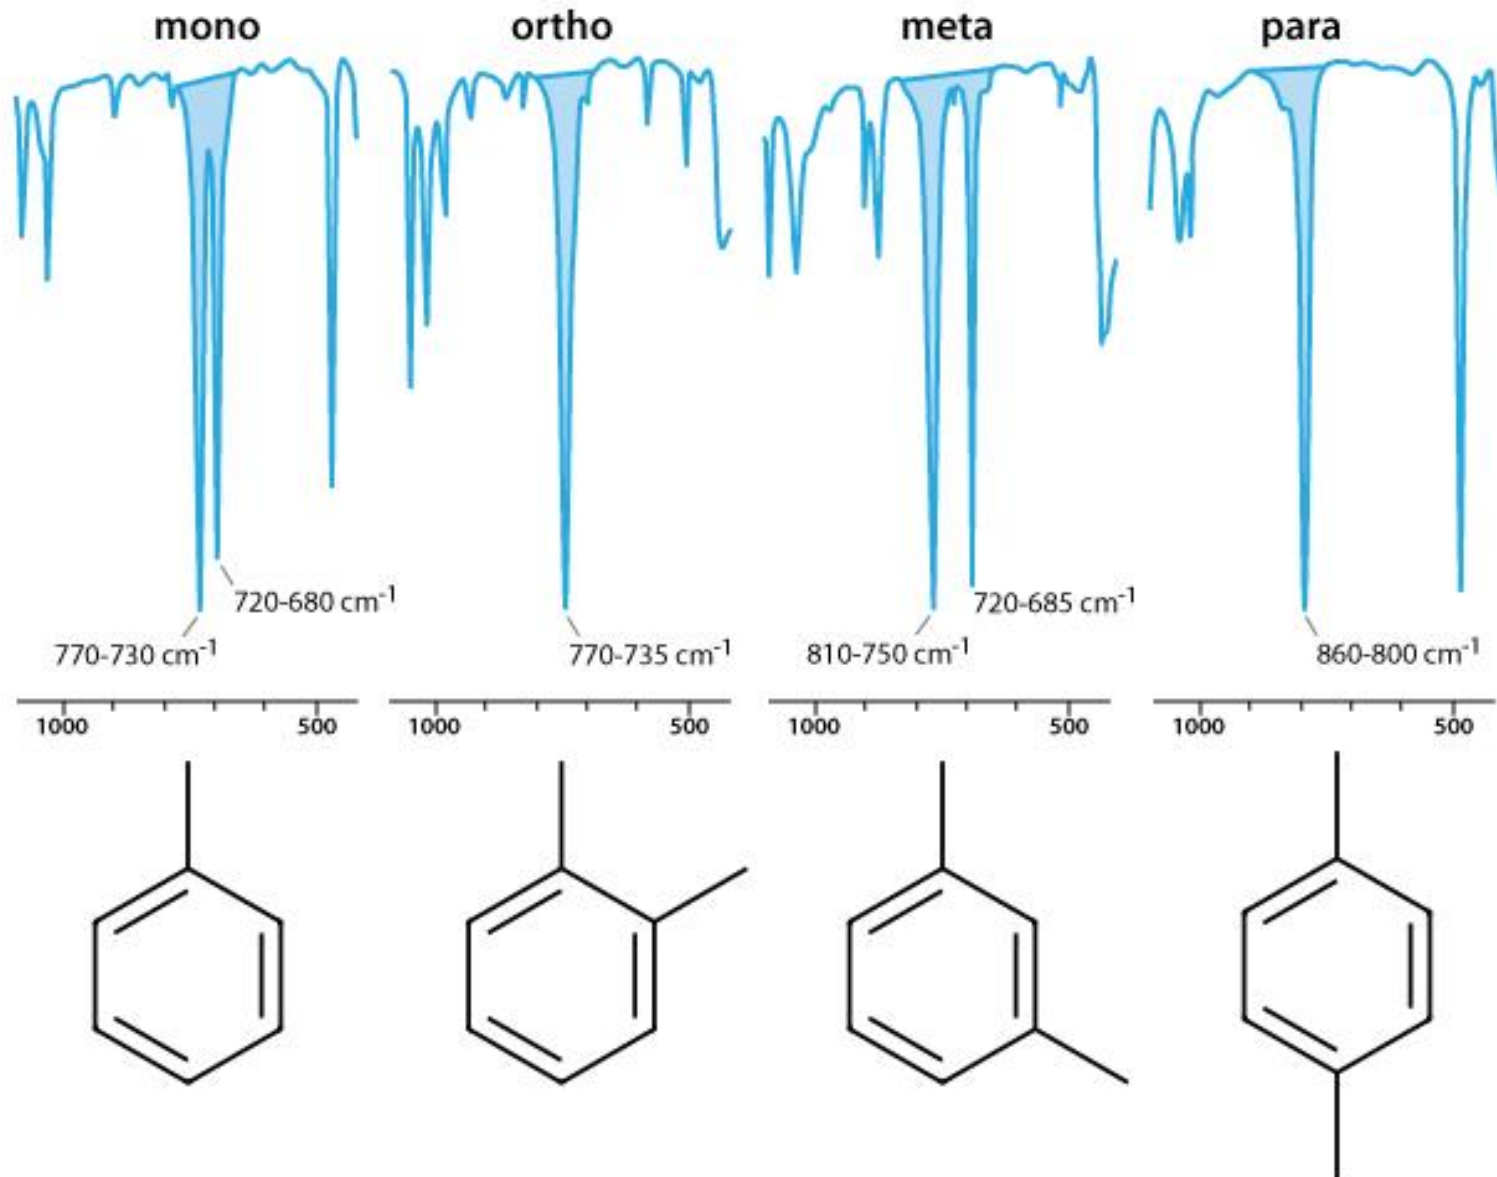 mono ortho meta para
720-680 cm⁻¹ 720-685 cm⁻¹
770-730 cm⁻¹ 770-735 cm⁻¹ 810-750 cm⁻¹ 860-800 cm⁻¹
1000 500 1000 500 1000 500 1000 500